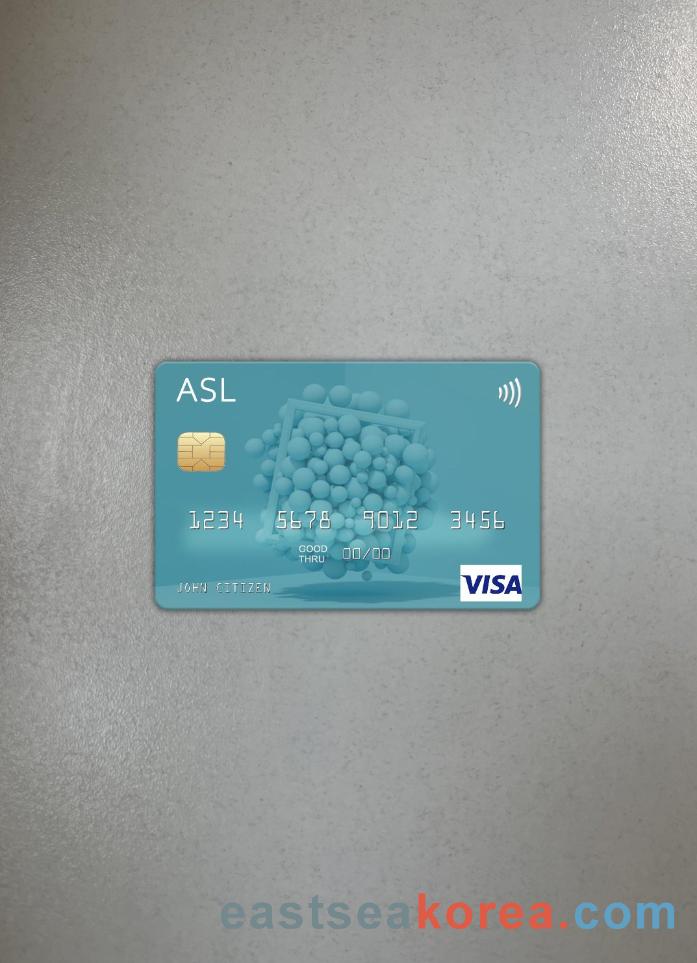 ASL
1234 5678 9012 3456
GOOD
THRU 00/00
JOHN CITIZEN
VISA
eastseakorea.com